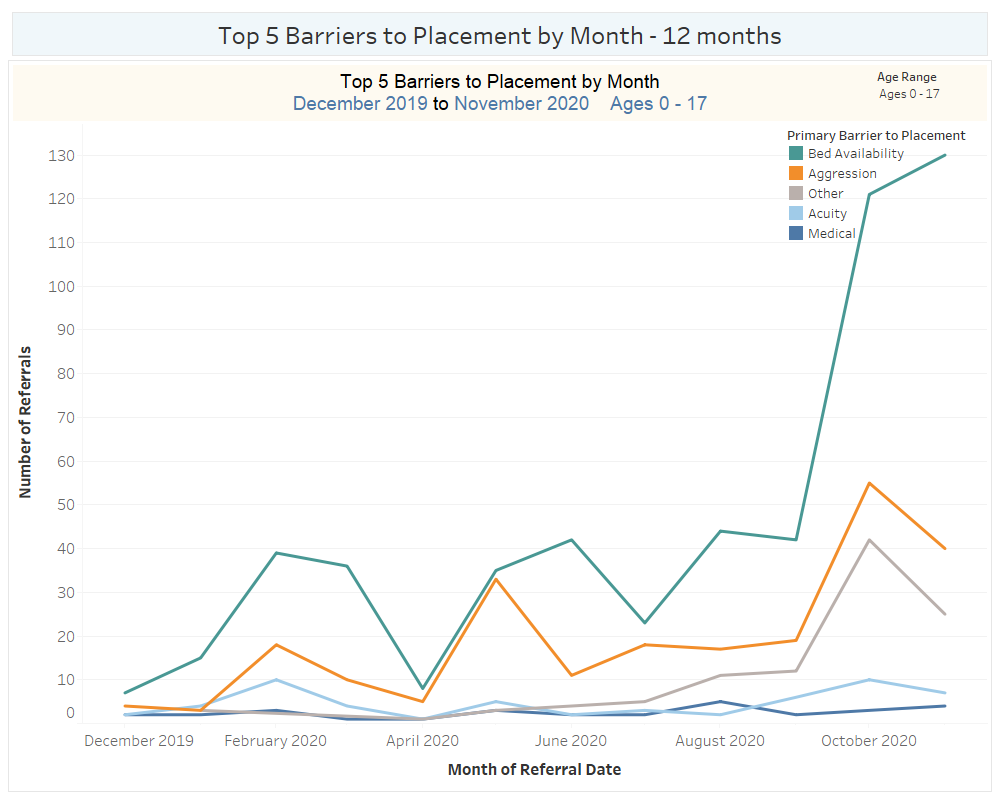 Top 5 Barriers to Placement by Month - 12 months
Top 5 Barriers to Placement by Month
December 2019 to November 2020 Ages 0 - 17
Age Range
Ages 0 - 17
Primary Barrier to Placement
Bed Availability
Aggression
Other
Acuity
Medical
Number of Referrals
130
120
110
100
90
80
70
60
50
40
30
20
10
0
December 2019 February 2020 April 2020 June 2020 August 2020 October 2020
Month of Referral Date